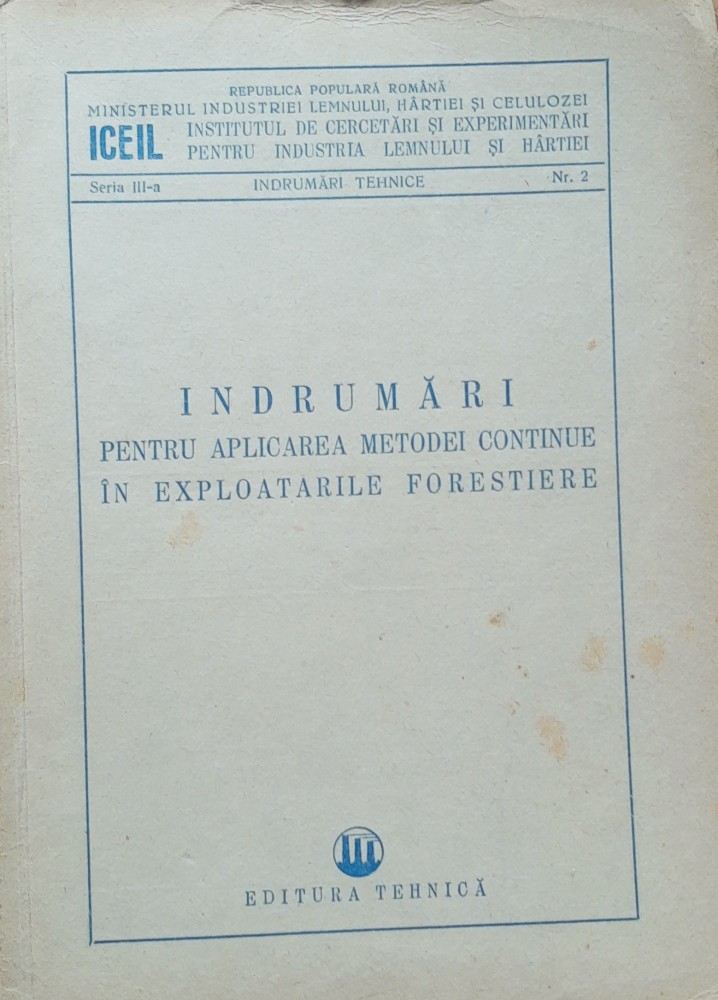 REPUBLICA POPULARĂ ROMÂNĂ
MINISTERUL INDUSTRIEI LEMNULUI, HÂRTIEI ȘI CELULOZEI
ICEIL INSTITUTUL DE CERCETĂRI ȘI EXPERIMENTĂRI
PENTRU INDUSTRIA LEMNULUI ȘI HÂRTIEI
Seria III-a INDRUMĂRI TEHNICE Nr. 2
INDRUMĂRI
PENTRU APLICAREA METODEI CONTINUE
ÎN EXPLOATARILE FORESTIERE
EDITURA TEHNICĂ